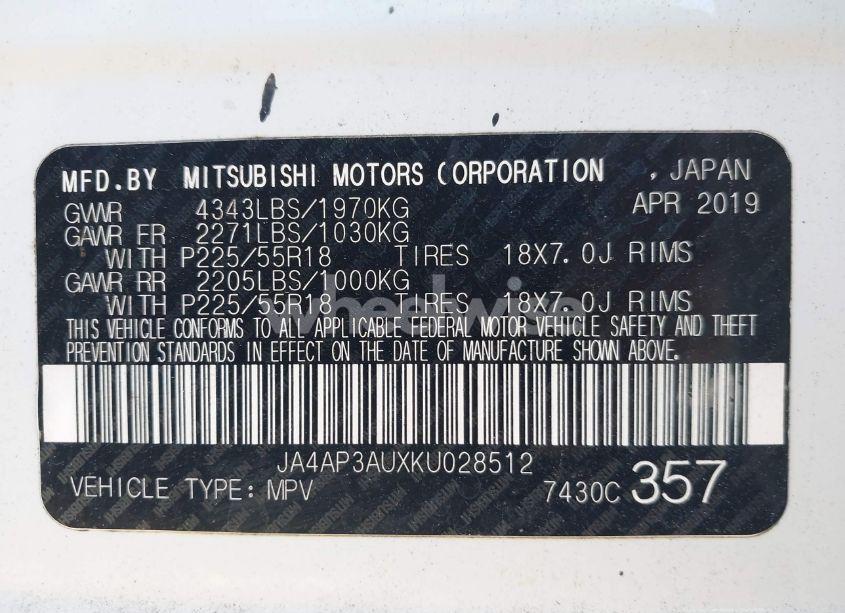 MFD.BY MITSUBISHI MOTORS CORPORATION , JAPAN
GVWR 4343LBS/1970KG APR 2019
GAWR FR 2271LBS/1030KG
WITH P225/55R18 TIRES 18X7.0J RIMS
GAWR RR 2205LBS/1000KG
WITH P225/55R18 TIRES 18X7.0J RIMS
THIS VEHICLE CONFORMS TO ALL APPLICABLE FEDERAL MOTOR VEHICLE SAFETY AND THEFT
PREVENTION STANDARDS IN EFFECT ON THE DATE OF MANUFACTURE SHOWN ABOVE.
JA4AP3AUXKU028512
VEHICLE TYPE: MPV 7430C 357